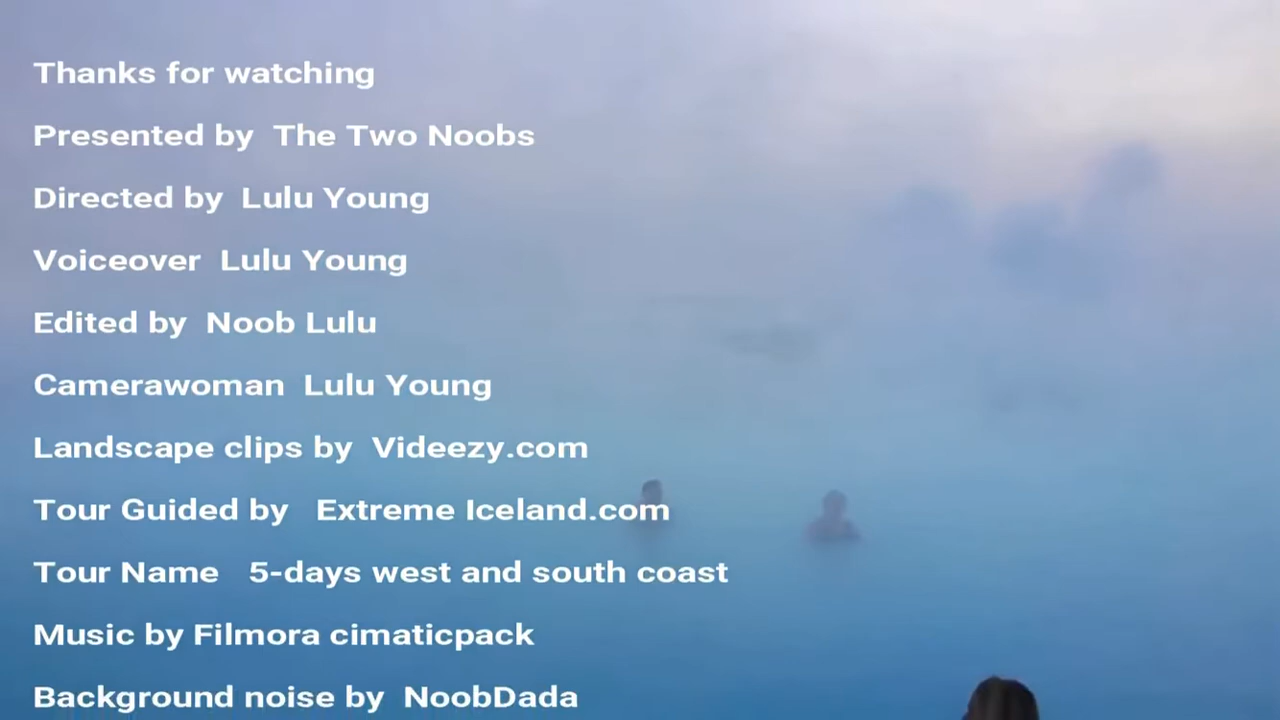 Thanks for watching
Presented by The Two Noobs
Directed by Lulu Young
Voiceover Lulu Young
Edited by Noob Lulu
Camerawoman Lulu Young
Landscape clips by Videezy.com
Tour Guided by Extreme Iceland.com
Tour Name 5-days west and south coast
Music by Filmora cimaticpack
Background noise by NoobDada